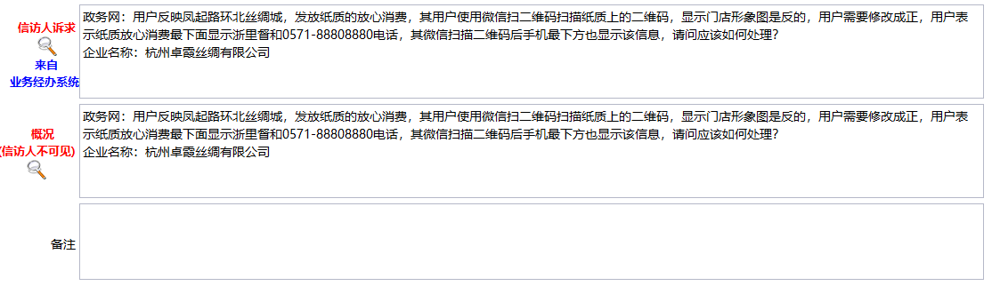 信访人诉求
来自
业务经办系统
政务网：用户反映凤起路环北丝绸城，发放纸质的放心消费，其用户使用微信扫二维码扫描纸质上的二维码，显示门店形象图是反的，用户需要修改成正，用户表
示纸质放心消费最下面显示浙里督和0571-88808880电话，其微信扫描二维码后手机最下方也显示该信息，请问应该如何处理？
企业名称：杭州卓霞丝绸有限公司
概况
(信访人不可见)
政务网：用户反映凤起路环北丝绸城，发放纸质的放心消费，其用户使用微信扫二维码扫描纸质上的二维码，显示门店形象图是反的，用户需要修改成正，用户表
示纸质放心消费最下面显示浙里督和0571-88808880电话，其微信扫描二维码后手机最下方也显示该信息，请问应该如何处理？
企业名称：杭州卓霞丝绸有限公司
备注